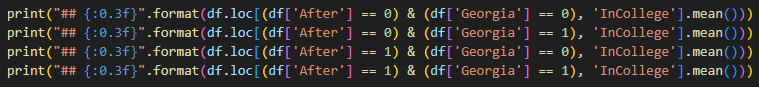 print("## {:0.3f}".format(df.loc[(df['After'] == 0) & (df['Georgia'] == 0), 'InCollege'].mean()))
print("## {:0.3f}".format(df.loc[(df['After'] == 0) & (df['Georgia'] == 1), 'InCollege'].mean()))
print("## {:0.3f}".format(df.loc[(df['After'] == 1) & (df['Georgia'] == 0), 'InCollege'].mean()))
print("## {:0.3f}".format(df.loc[(df['After'] == 1) & (df['Georgia'] == 1), 'InCollege'].mean()))